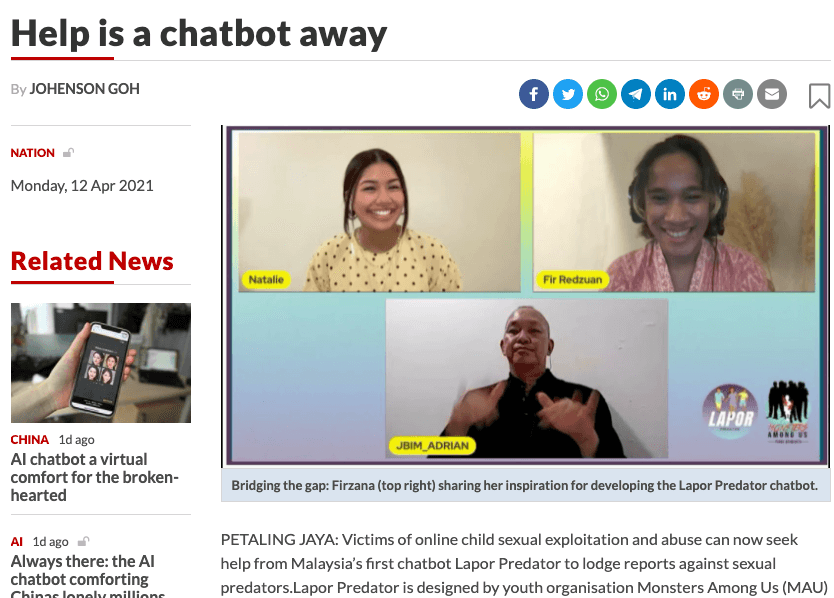 Help is a chatbot away
By JOHENSON GOH
NATION
Monday, 12 Apr 2021
Related News
CHINA 1d ago
AI chatbot a virtual
comfort for the broken-
hearted
AI 1d ago
Always there: the AI
chatbot comforting
Chinas lonely millions
Natalie
Fir Redzuan
JBIM_ADRIAN
LAPOR
MONSTERS
AMONG US
Bridging the gap: Firzana (top right) sharing her inspiration for developing the Lapor Predator chatbot.
PETALING JAYA: Victims of online child sexual exploitation and abuse can now seek
help from Malaysia’s first chatbot Lapor Predator to lodge reports against sexual
predators.Lapor Predator is designed by youth organisation Monsters Among Us (MAU)